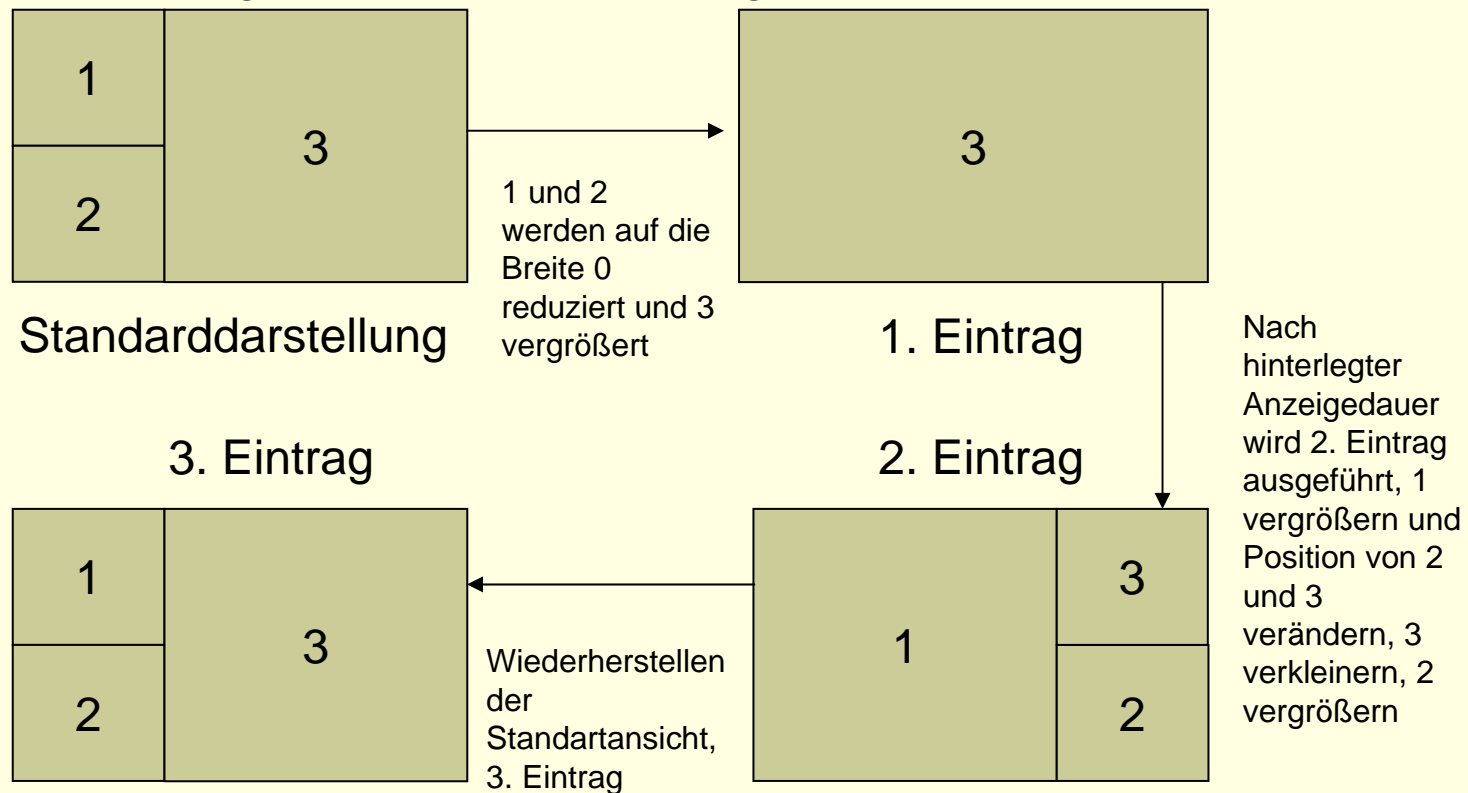 1
2
3
1 und 2
werden auf die
Breite 0
reduziert und 3
vergrößert
3
Standarddarstellung
1. Eintrag
Nach
hinterlegter
Anzeigedauer
wird 2. Eintrag
ausgeführt, 1
vergrößern und
Position von 2
und 3
verändern, 3
verkleinern, 2
vergrößern
2. Eintrag
1
3
2
Wiederherstellen
der
Standartansicht,
3. Eintrag
3. Eintrag
1
2
3